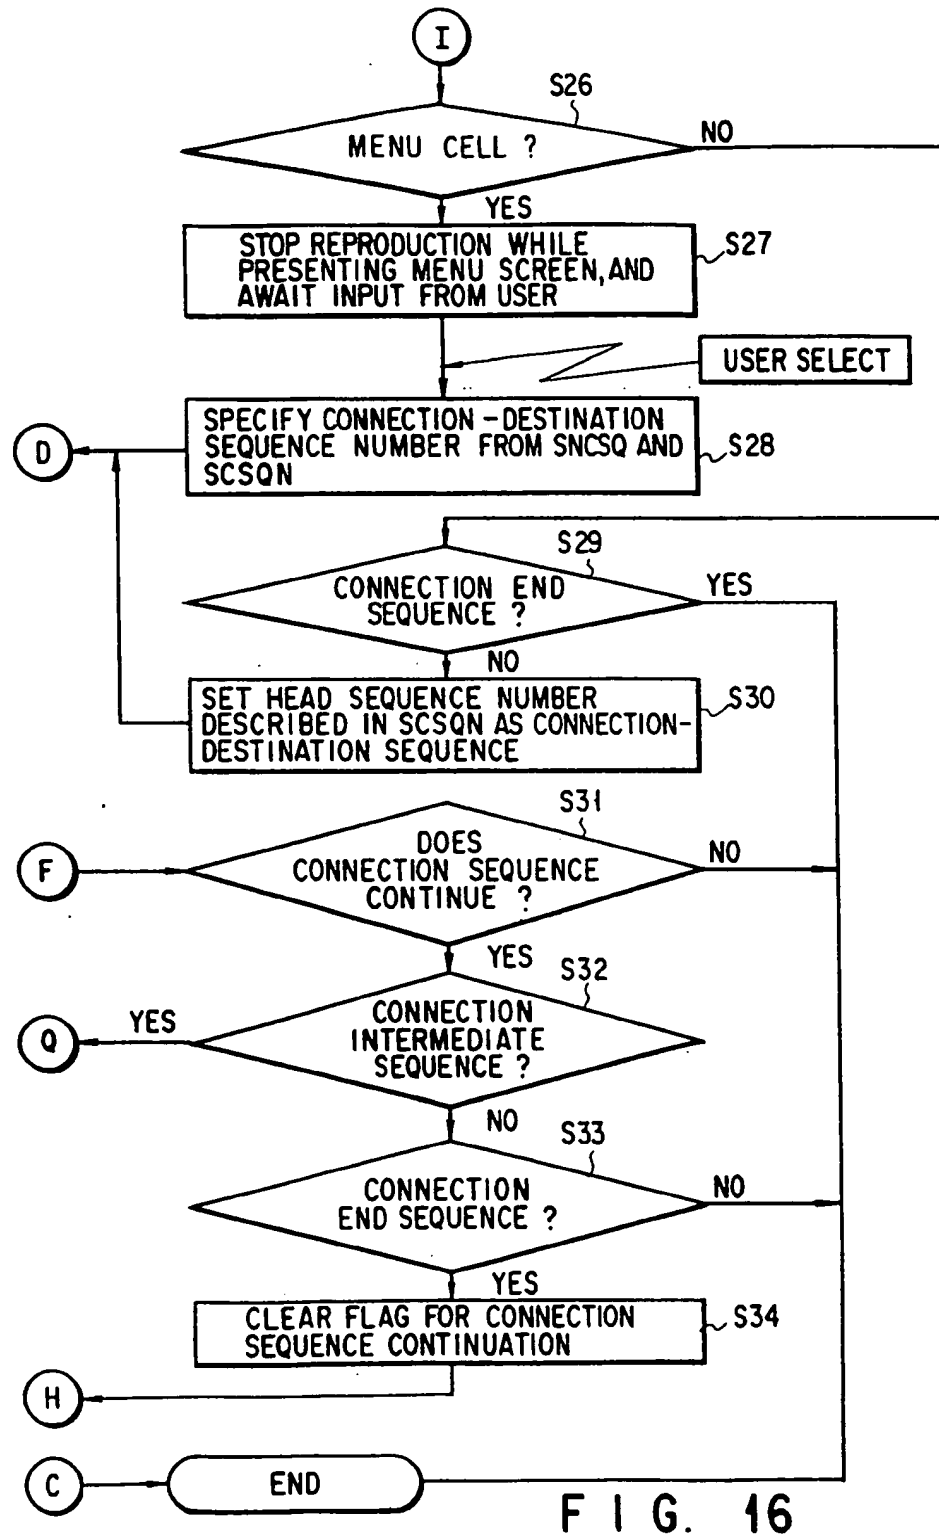 I
S26
MENU CELL ?
NO
YES
STOP REPRODUCTION WHILE
PRESENTING MENU SCREEN, AND
AWAIT INPUT FROM USER
S27
USER SELECT
SPECIFY CONNECTION-DESTINATION
SEQUENCE NUMBER FROM SNCSQ AND
SCSQN
S28
D
S29
CONNECTION END
SEQUENCE ?
YES
NO
SET HEAD SEQUENCE NUMBER
DESCRIBED IN SCSQN AS CONNECTION-
DESTINATION SEQUENCE
S30
S31
F
DOES
CONNECTION SEQUENCE
CONTINUE ?
NO
YES
S32
Q
YES
CONNECTION
INTERMEDIATE
SEQUENCE ?
NO
S33
CONNECTION
END SEQUENCE ?
NO
YES
CLEAR FLAG FOR CONNECTION
SEQUENCE CONTINUATION
S34
H
C
END
FIG. 16